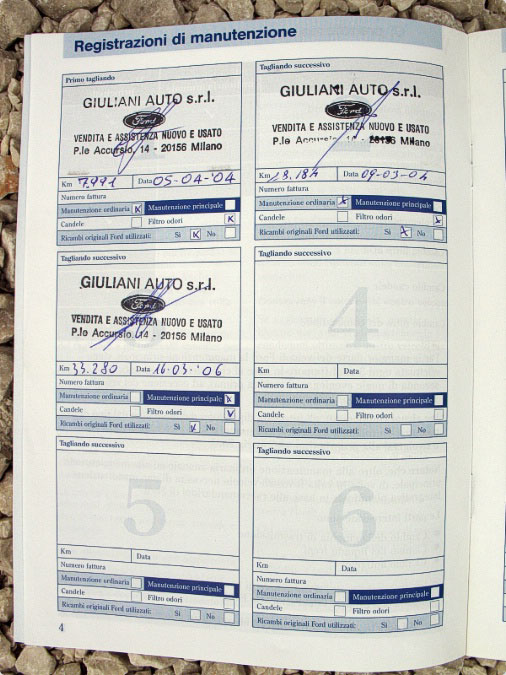 Registrazioni di manutenzione
Primo tagliando
GIULIANI AUTO s.r.l.
Ford
VENDITA E ASSISTENZA NUOVO E USATO
P.le Accursio, 14 - 20156 Milano
Km 7.991 Data 05-04-'04
Numero fattura
Manutenzione ordinaria X Manutenzione principale
Candele Filtro odori X
Ricambi originali Ford utilizzati: Sì X No
Tagliando successivo
GIULIANI AUTO s.r.l.
Ford
VENDITA E ASSISTENZA NUOVO E USATO
P.le Accursio, 14 - 20156 Milano
Km 18.184 Data 09-03-04
Numero fattura
Manutenzione ordinaria X Manutenzione principale
Candele Filtro odori X
Ricambi originali Ford utilizzati: Sì X No
Tagliando successivo
GIULIANI AUTO s.r.l.
Ford
VENDITA E ASSISTENZA NUOVO E USATO
P.le Accursio, 14 - 20156 Milano
Km 33.280 Data 16-03-'06
Numero fattura
Manutenzione ordinaria Manutenzione principale X
Candele Filtro odori V
Ricambi originali Ford utilizzati: Sì V No
4
Km Data
Numero fattura
Manutenzione ordinaria Manutenzione principale
Candele Filtro odori
Ricambi originali Ford utilizzati: Sì No
Tagliando successivo
5
Km Data
Numero fattura
Manutenzione ordinaria Manutenzione principale
Candele Filtro odori
Ricambi originali Ford utilizzati: Sì No
Tagliando successivo
6
Km Data
Numero fattura
Manutenzione ordinaria Manutenzione principale
Candele Filtro odori
Ricambi originali Ford utilizzati: Sì No
4